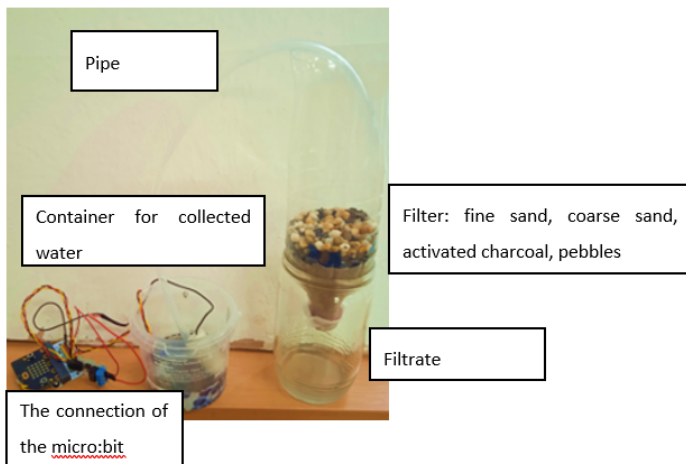 Pipe
Container for collected
water
Filter: fine sand, coarse sand,
activated charcoal, pebbles
Filtrate
The connection of
the micro:bit